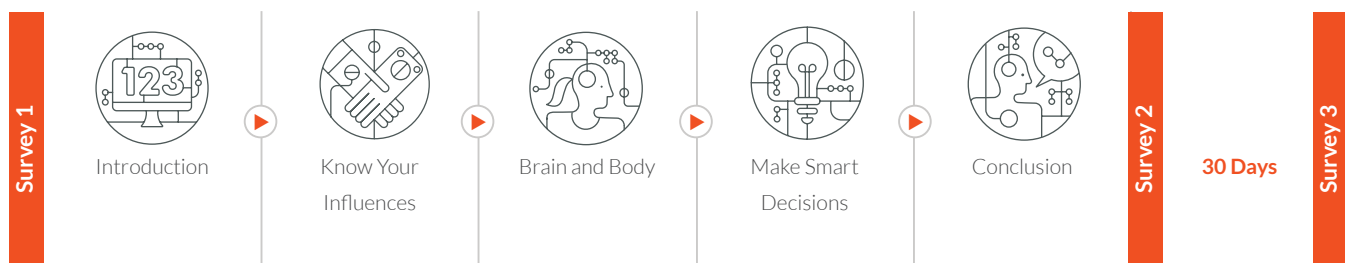 Survey 1
123
Introduction
Know Your
Influences
Brain and Body
Make Smart
Decisions
Conclusion
Survey 2
30 Days
Survey 3